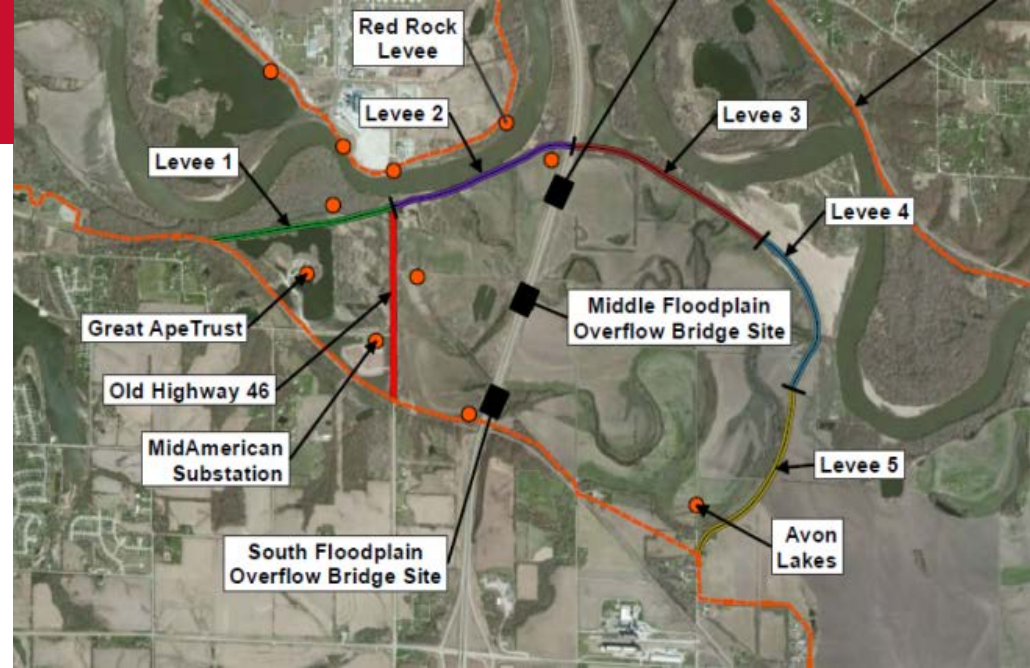 Red Rock
Levee
Levee 2
Levee 3
Levee 1
Levee 4
Great ApeTrust
Middle Floodplain
Overflow Bridge Site
Old Highway 46
MidAmerican
Substation
Levee 5
South Floodplain
Overflow Bridge Site
Avon
Lakes